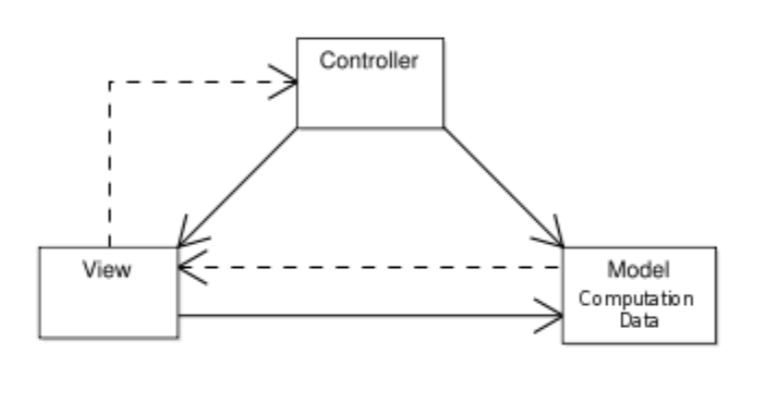 Controller
View
Model
Computation
Data